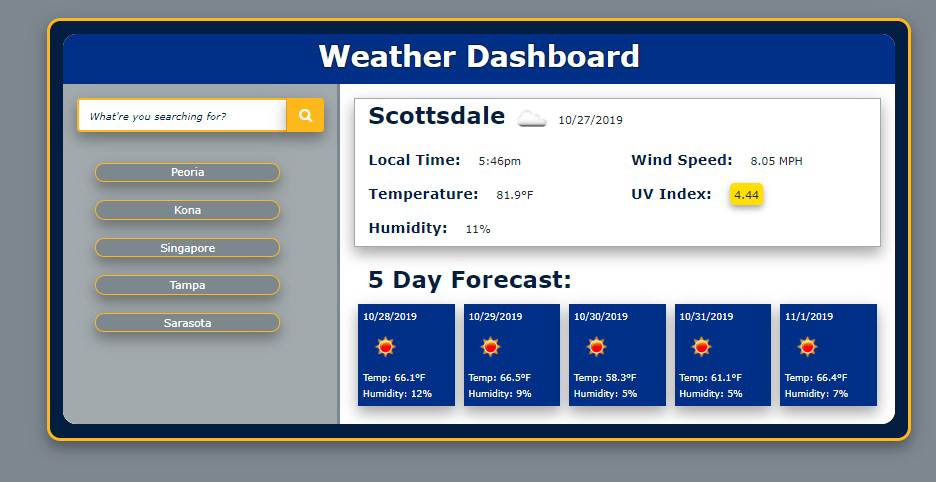 Weather Dashboard
What're you searching for?
Peoria
Kona
Singapore
Tampa
Sarasota
Scottsdale 10/27/2019
Local Time: 5:46pm
Wind Speed: 8.05 MPH
Temperature: 81.9°F
UV Index: 4.44
Humidity: 11%
5 Day Forecast:
10/28/2019
Temp: 66.1°F
Humidity: 12%
10/29/2019
Temp: 66.5°F
Humidity: 9%
10/30/2019
Temp: 58.3°F
Humidity: 5%
10/31/2019
Temp: 61.1°F
Humidity: 5%
11/1/2019
Temp: 66.4°F
Humidity: 7%